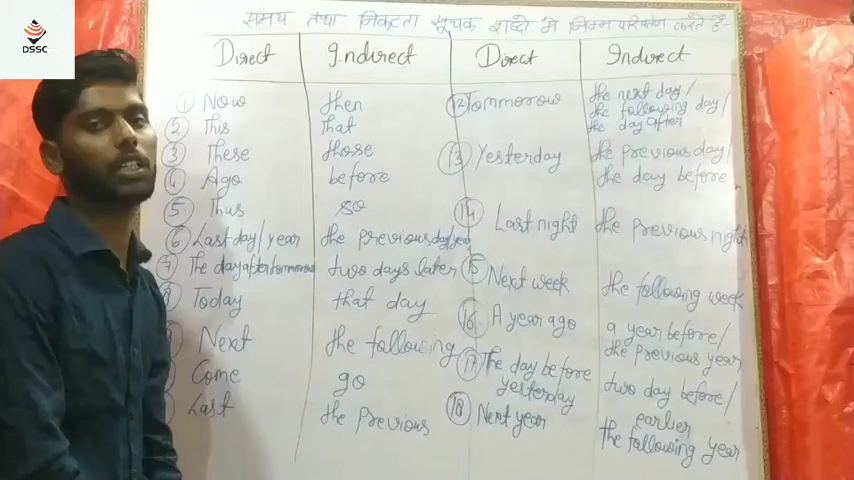 DSSC
समय तथा निकटता सूचक शब्दों में निम्न परिवर्तन करते हैं-
Direct Indirect Direct Indirect
① Now then
② This that
③ These those
④ Ago before
⑤ Thus so
⑥ Last day/year the previous day/year
⑦ The day after tommorow two days later
⑧ Today that day
Next the following
Come go
Last the previous
⑫ Tommorow the next day/
the following day/
the day after
⑬ Yesterday the previous day/
the day before
⑭ Last night the previous night
⑮ Next week the following week
⑯ A year ago a year before/
the previous year
⑰ The day before
yesterday two day before/
earlier
⑱ Next year the following year